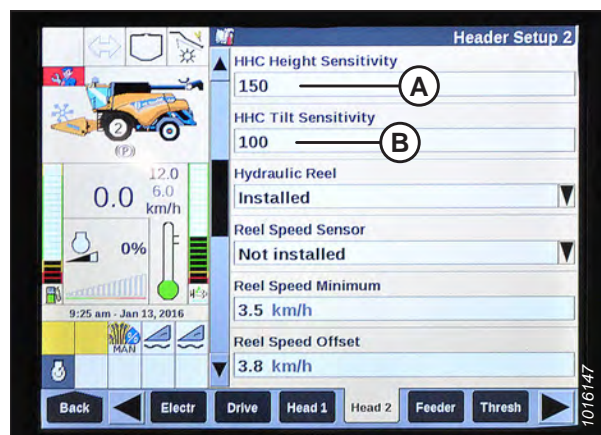 Header Setup 2
HHC Height Sensitivity
150
A
HHC Tilt Sensitivity
100
B
Hydraulic Reel
Installed
Reel Speed Sensor
Not installed
Reel Speed Minimum
3.5 km/h
Reel Speed Offset
3.8 km/h
2
(P)
12.0
0.0 6.0
km/h
0%
9:25 am - Jan 13, 2016
MAN
Back Electr Drive Head 1 Head 2 Feeder Thresh
1016147